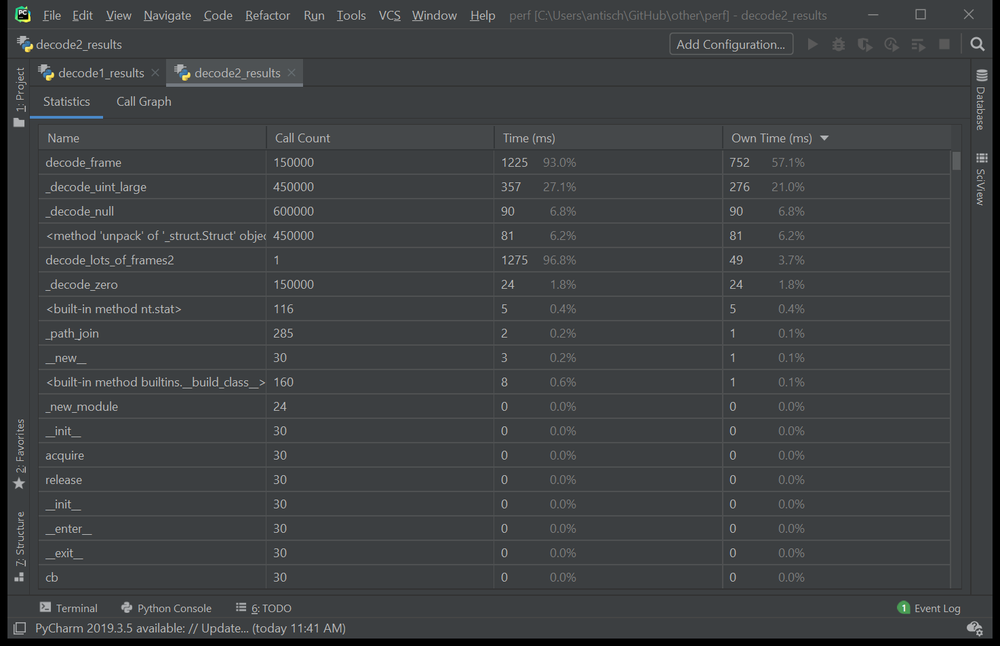 PC File Edit View Navigate Code Refactor Run Tools VCS Window Help perf [C:\Users\antisch\GitHub\other\perf] - decode2_results
decode2_results Add Configuration...
decode1_results decode2_results
Statistics Call Graph
Name Call Count Time (ms) Own Time (ms)
decode_frame 150000 1225 93.0% 752 57.1%
_decode_uint_large 450000 357 27.1% 276 21.0%
_decode_null 600000 90 6.8% 90 6.8%
<method 'unpack' of '_struct.Struct' objec 450000 81 6.2% 81 6.2%
decode_lots_of_frames2 1 1275 96.8% 49 3.7%
_decode_zero 150000 24 1.8% 24 1.8%
<built-in method nt.stat> 116 5 0.4% 5 0.4%
_path_join 285 2 0.2% 1 0.1%
__new__ 30 3 0.2% 1 0.1%
<built-in method builtins.__build_class__> 160 8 0.6% 1 0.1%
_new_module 24 0 0.0% 0 0.0%
__init__ 30 0 0.0% 0 0.0%
acquire 30 0 0.0% 0 0.0%
release 30 0 0.0% 0 0.0%
__init__ 30 0 0.0% 0 0.0%
__enter__ 30 0 0.0% 0 0.0%
__exit__ 30 0 0.0% 0 0.0%
cb 30 0 0.0% 0 0.0%
1: Project
2: Favorites
7: Structure
Database
SciView
Terminal Python Console 6: TODO 1 Event Log
PyCharm 2019.3.5 available: // Update... (today 11:41 AM)